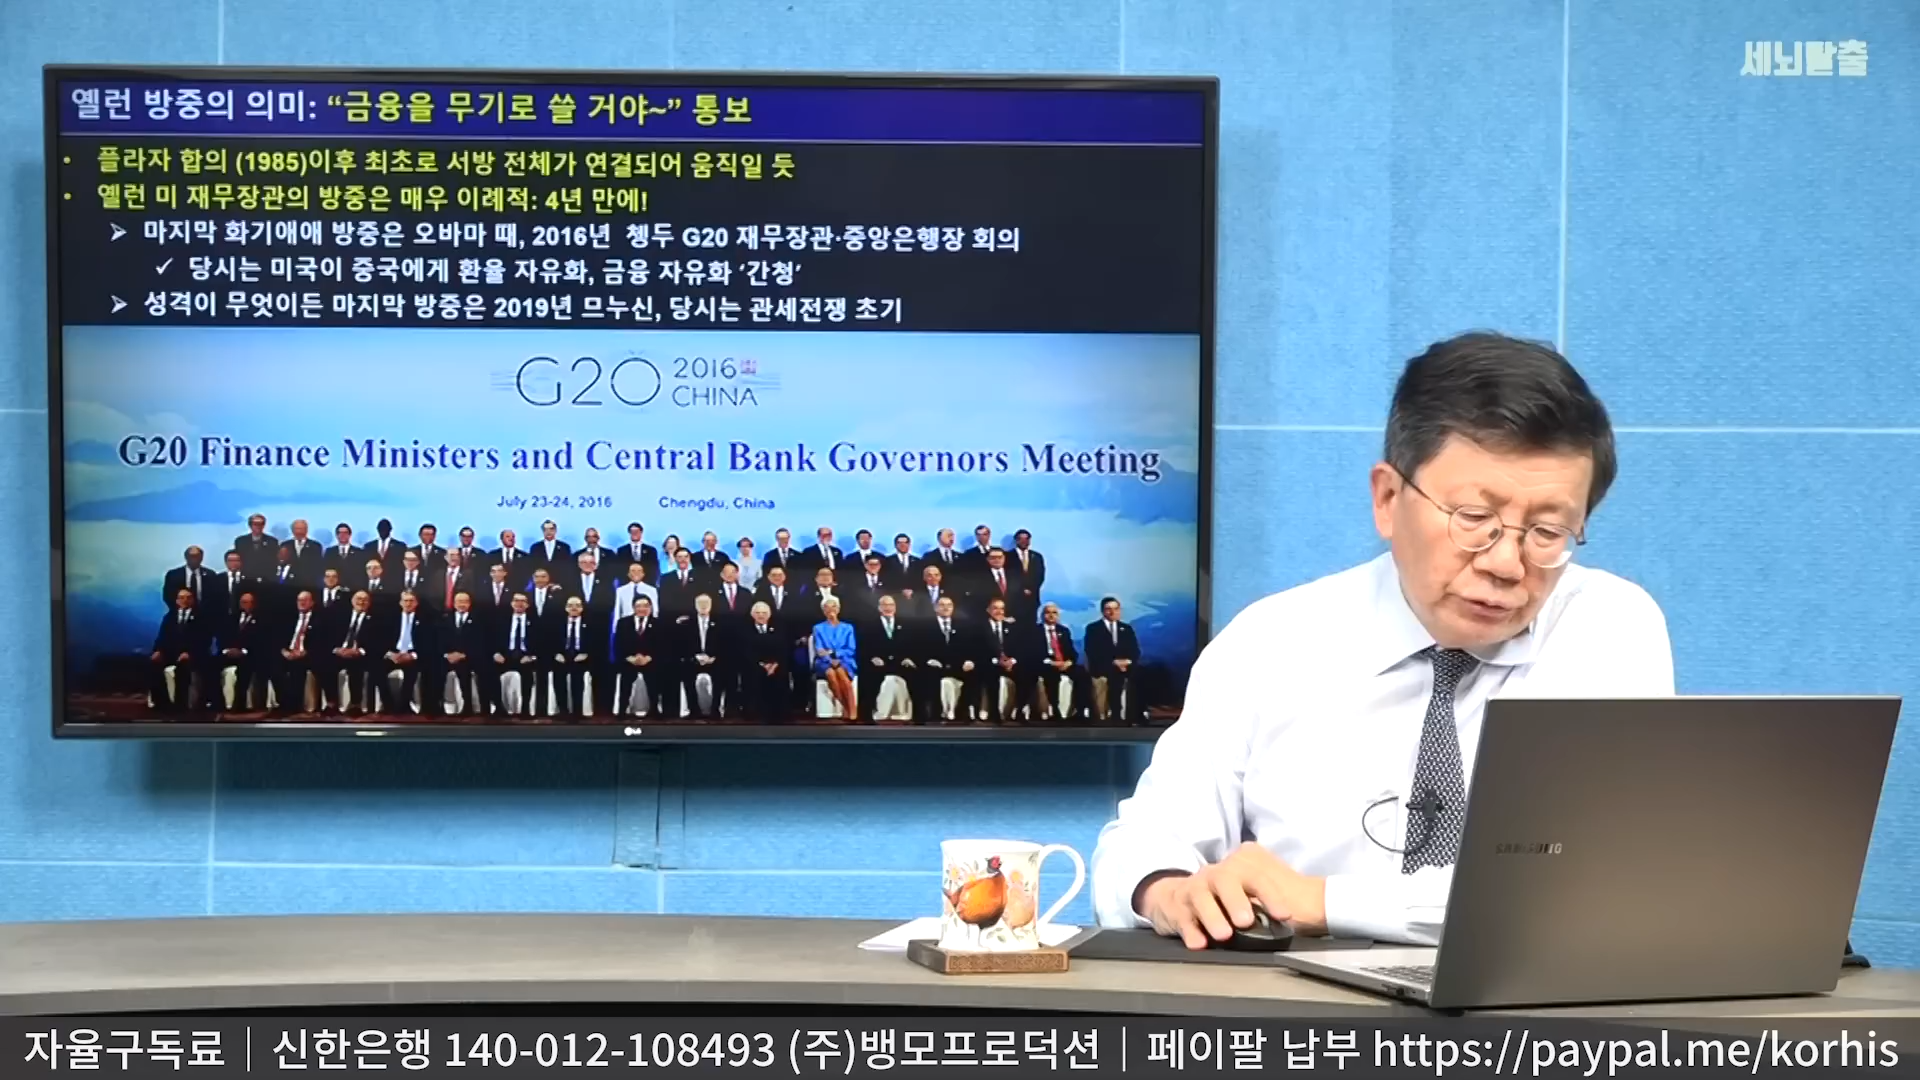 세뇌탈출
옐런 방중의 의미: “금융을 무기로 쓸 거야~” 통보
• 플라자 합의 (1985)이후 최초로 서방 전체가 연결되어 움직일 듯
• 옐런 미 재무장관의 방중은 매우 이례적: 4년 만에!
➢ 마지막 화기애애 방중은 오바마 때, 2016년 쳉두 G20 재무장관·중앙은행장 회의
✓ 당시는 미국이 중국에게 환율 자유화, 금융 자유화 ‘간청’
➢ 성격이 무엇이든 마지막 방중은 2019년 므누신, 당시는 관세전쟁 초기
G20 2016 CHINA
G20 Finance Ministers and Central Bank Governors Meeting
July 23-24, 2016 Chengdu, China
LG
SAMSUNG
자율구독료│신한은행 140-012-108493 (주)뱅모프로덕션│페이팔 납부 https://paypal.me/korhis